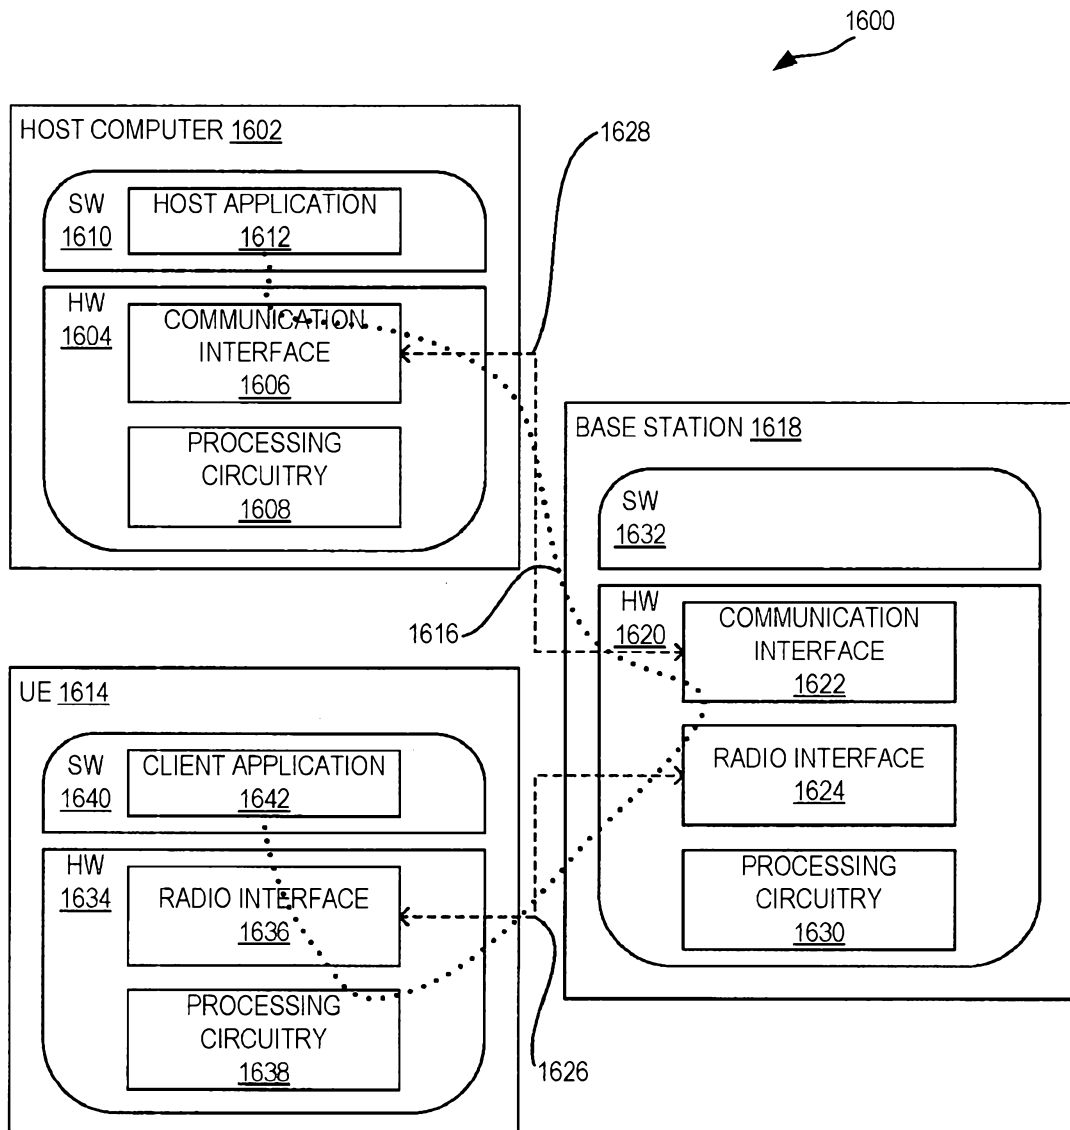 1600
HOST COMPUTER 1602
1628
SW
1610
HOST APPLICATION
1612
HW
1604
COMMUNICATION
INTERFACE
1606
PROCESSING
CIRCUITRY
1608
BASE STATION 1618
SW
1632
HW
1620
COMMUNICATION
INTERFACE
1622
RADIO INTERFACE
1624
PROCESSING
CIRCUITRY
1630
1616
UE 1614
SW
1640
CLIENT APPLICATION
1642
HW
1634
RADIO INTERFACE
1636
PROCESSING
CIRCUITRY
1638
1626